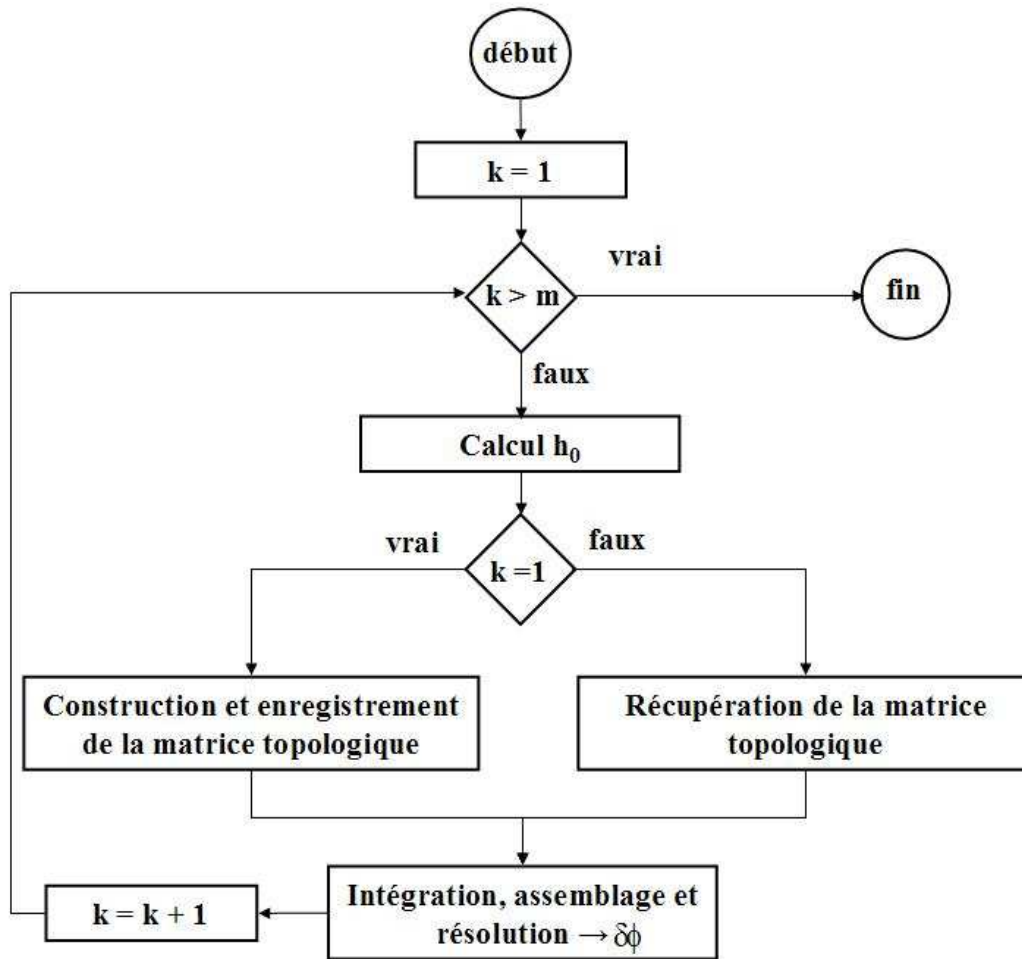 début
k = 1
k > m
vrai
fin
faux
Calcul h₀
vrai
faux
k =1
Construction et enregistrement
de la matrice topologique
Récupération de la matrice
topologique
Intégration, assemblage et
résolution → δϕ
k = k + 1